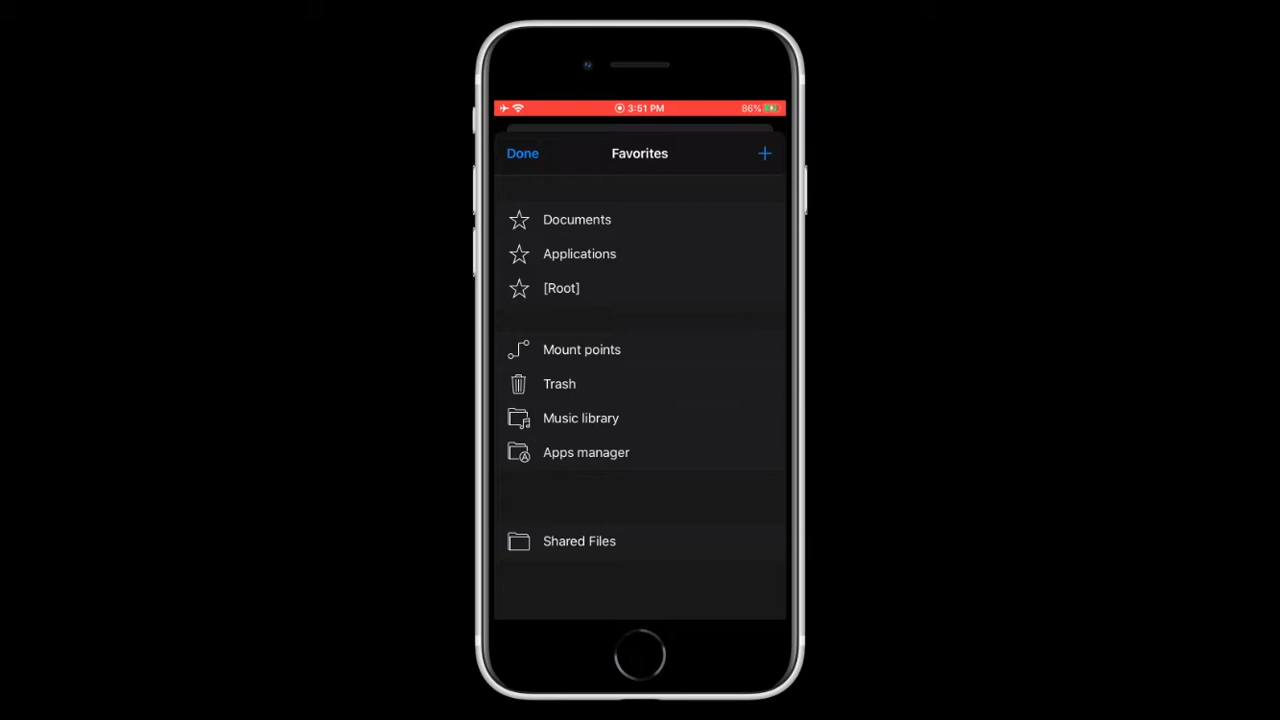 3:51 PM 86%
Done Favorites +
Documents
Applications
[Root]
Mount points
Trash
Music library
Apps manager
Shared Files